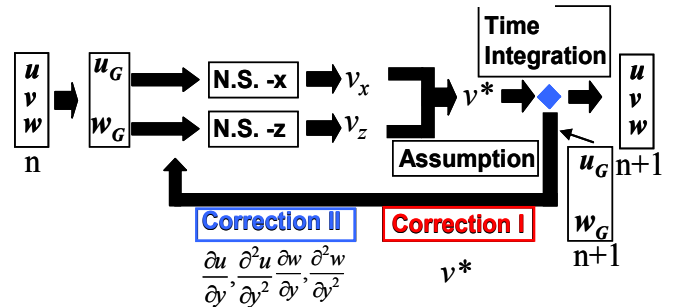 Time
Integration
u
v
w
n
u_G
w_G
N.S. -x
N.S. -z
v_x
v_z
v*
Assumption
u
v
w
n+1
u_G
w_G
n+1
Correction II
Correction I
∂u/∂y, ∂²u/∂y² ∂w/∂y, ∂²w/∂y²
v*